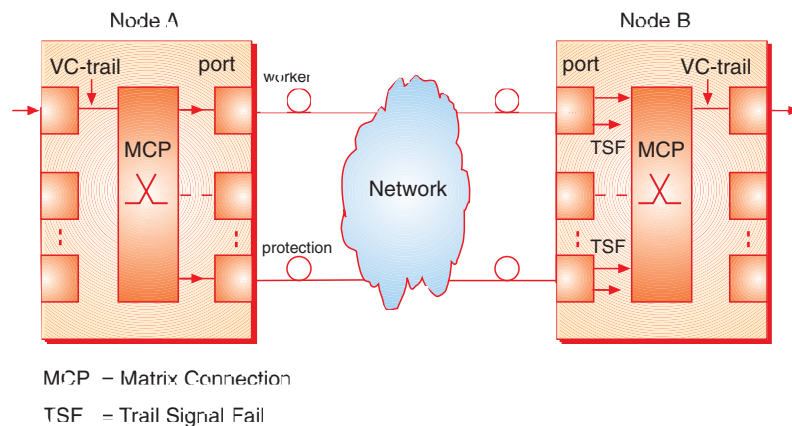 Node A
Node B
VC-trail
port
worker
port
VC-trail
MCP
TSF
MCP
Network
protection
TSF
MCP – Matrix Connection
TSF = Trail Signal Fail